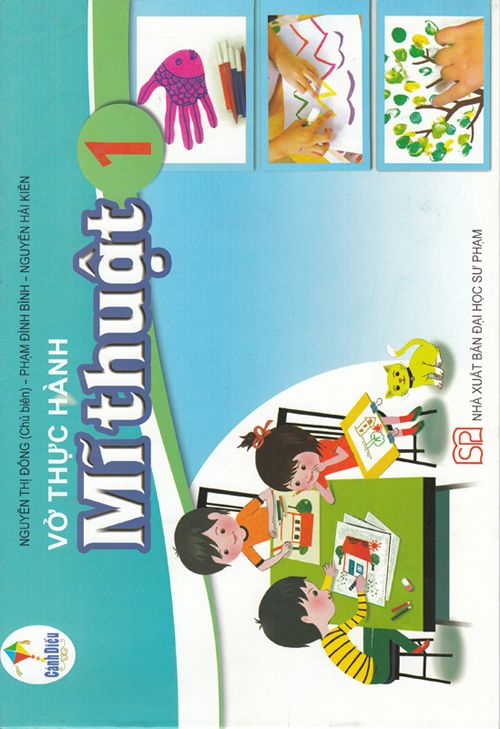 NGUYỄN THỊ ĐÔNG (Chủ biên) – PHẠM ĐÌNH BÌNH – NGUYỄN HẢI KIÊN
VỞ THỰC HÀNH
Mĩ thuật 1
Cánh Diều
NHÀ XUẤT BẢN ĐẠI HỌC SƯ PHẠM